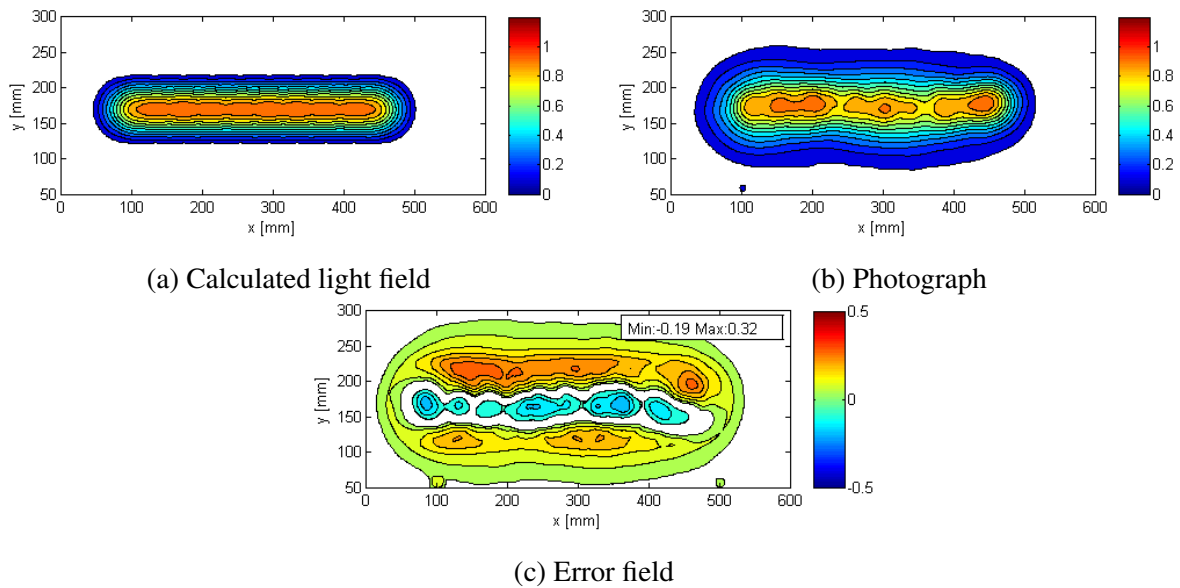 300
250
200
150
100
50
y [mm]
0 100 200 300 400 500 600
x [mm]
1
0.8
0.6
0.4
0.2
0
(a) Calculated light field
300
250
200
150
100
50
y [mm]
0 100 200 300 400 500 600
x [mm]
1
0.8
0.6
0.4
0.2
0
(b) Photograph
Min:-0.19 Max:0.32
300
250
200
150
100
50
y [mm]
0 100 200 300 400 500 600
x [mm]
0.5
0
-0.5
(c) Error field